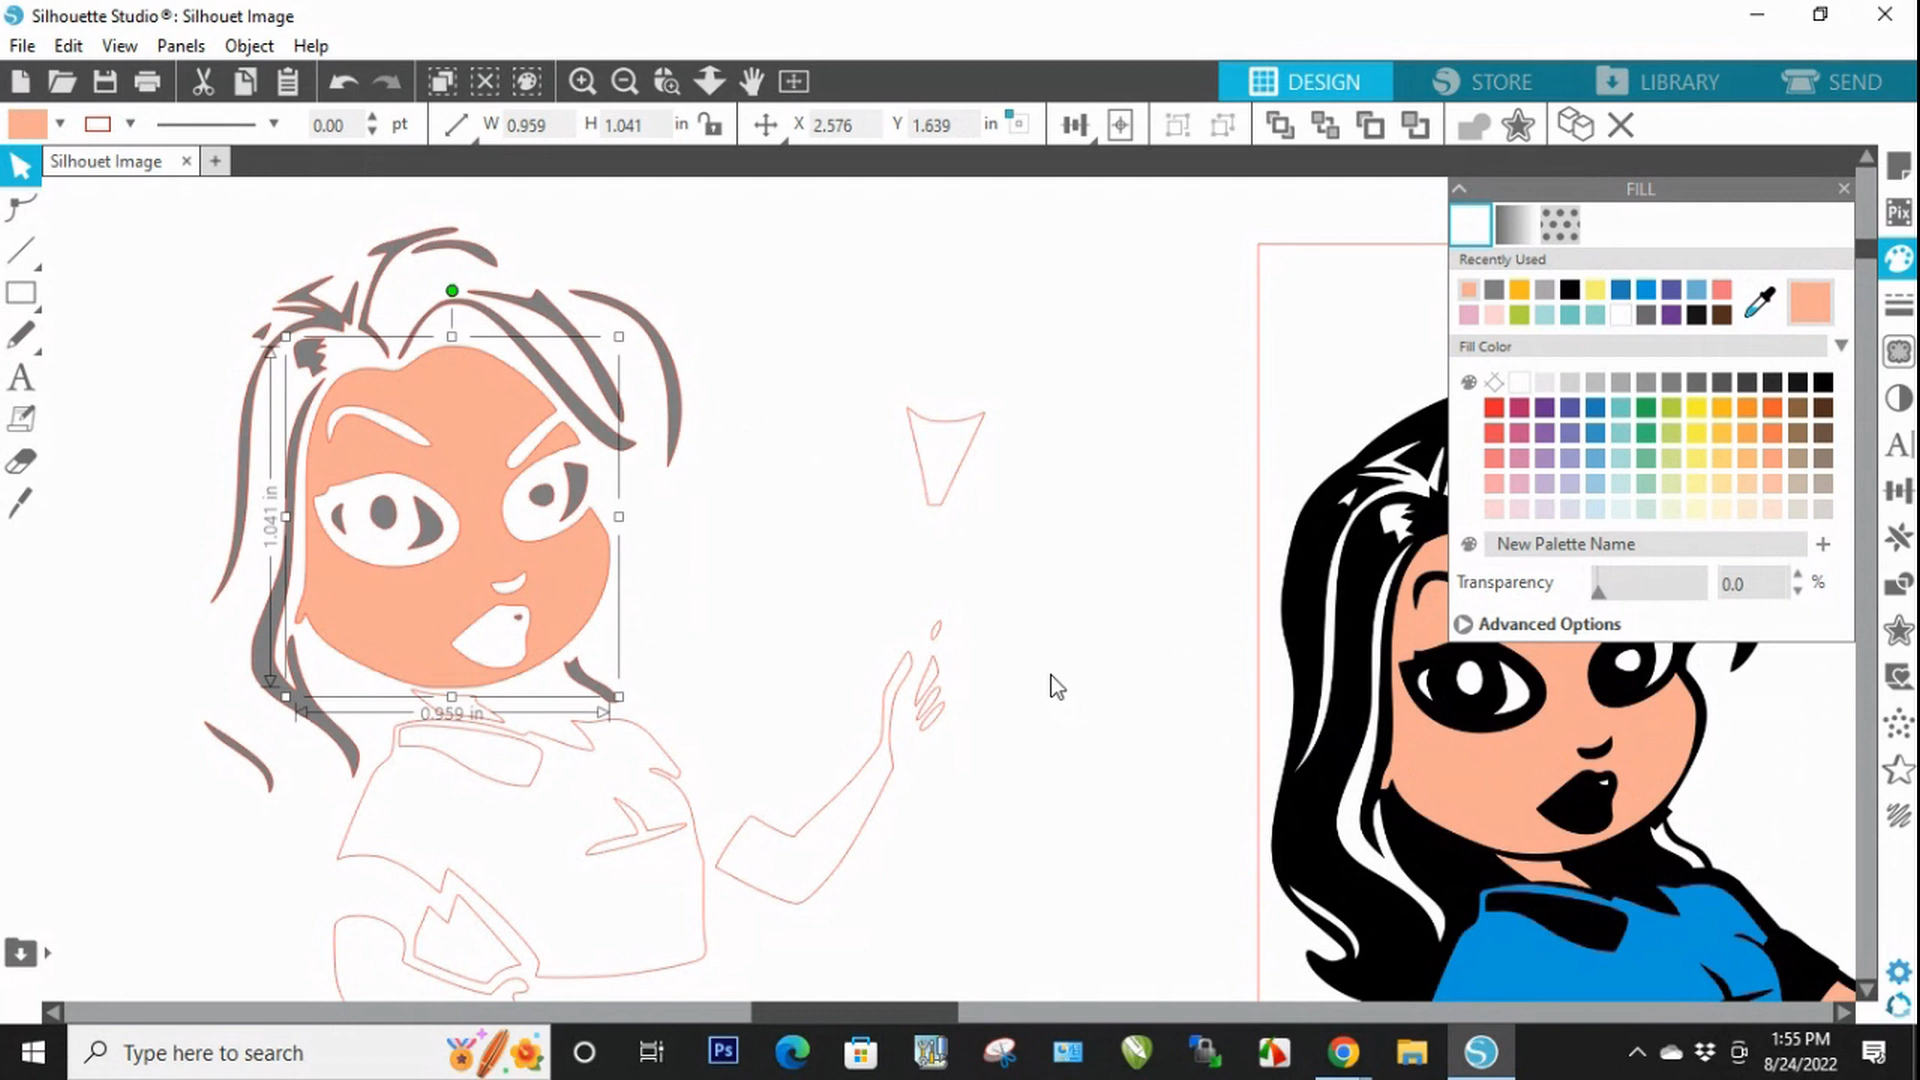 Silhouette Studio®: Silhouet Image
File Edit View Panels Object Help
DESIGN STORE LIBRARY SEND
0.00 pt W 0.959 H 1.041 in X 2.576 Y 1.639 in
Silhouet Image
FILL
Pix
Recently Used
Fill Color
1.041 in
New Palette Name
Transparency 0.0 %
Advanced Options
0.959 in
Type here to search
Ps
1:55 PM
8/24/2022